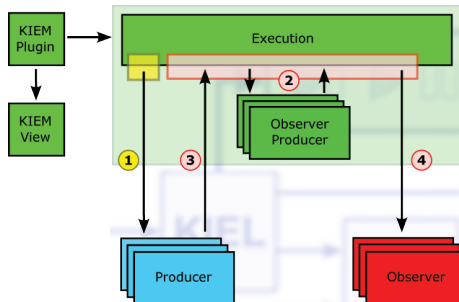 KIEM
Plugin
Execution
2
KIEM
View
Observer
Producer
1
3
4
KIEL
Producer
Observer